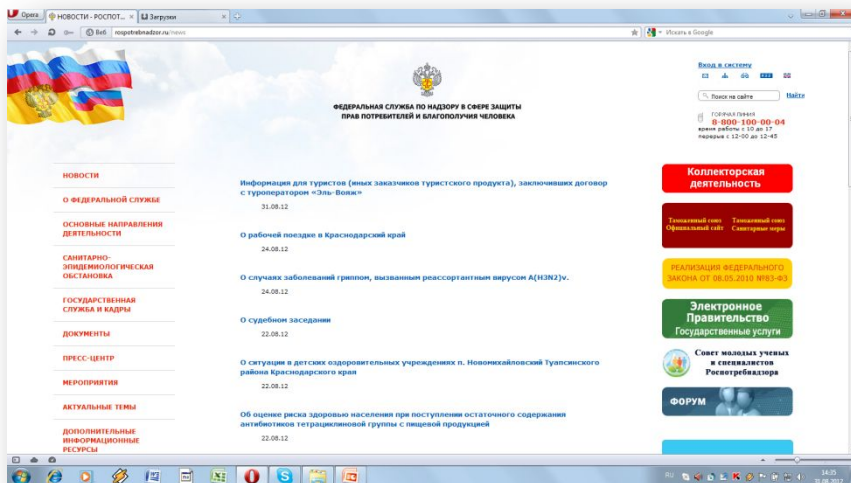 Opera
НОВОСТИ - РОСПОТ...
Загрузки
Веб
rospotrebnadzor.ru/news
Искать в Google
ФЕДЕРАЛЬНАЯ СЛУЖБА ПО НАДЗОРУ В СФЕРЕ ЗАЩИТЫ
ПРАВ ПОТРЕБИТЕЛЕЙ И БЛАГОПОЛУЧИЯ ЧЕЛОВЕКА
Вход в систему
Поиск на сайте
Найти
ГОРЯЧАЯ ЛИНИЯ
8-800-100-00-04
время работы с 10 до 17
перерыв с 12-00 до 12-45
НОВОСТИ
О ФЕДЕРАЛЬНОЙ СЛУЖБЕ
ОСНОВНЫЕ НАПРАВЛЕНИЯ
ДЕЯТЕЛЬНОСТИ
САНИТАРНО-
ЭПИДЕМИОЛОГИЧЕСКАЯ
ОБСТАНОВКА
ГОСУДАРСТВЕННАЯ
СЛУЖБА И КАДРЫ
ДОКУМЕНТЫ
ПРЕСС-ЦЕНТР
МЕРОПРИЯТИЯ
АКТУАЛЬНЫЕ ТЕМЫ
ДОПОЛНИТЕЛЬНЫЕ
ИНФОРМАЦИОННЫЕ
РЕСУРСЫ
Информация для туристов (иных заказчиков туристского продукта), заключивших договор
с туроператором «Эль-Вояж»
31.08.12
О рабочей поездке в Краснодарский край
24.08.12
О случаях заболеваний гриппом, вызванным реассортантным вирусом A(H3N2)v.
24.08.12
О судебном заседании
22.08.12
О ситуации в детских оздоровительных учреждениях п. Новомихайловский Туапсинского
района Краснодарского края
22.08.12
Об оценке риска здоровью населения при поступлении остаточного содержания
антибиотиков тетрациклиновой группы с пищевой продукцией
22.08.12
Коллекторская
деятельность
Таможенный союз Таможенный союз
Официальный сайт Санитарные меры
РЕАЛИЗАЦИЯ ФЕДЕРАЛЬНОГО
ЗАКОНА ОТ 08.05.2010 №83-ФЗ
Электронное
Правительство
Государственные услуги
Совет молодых ученых
и специалистов
Роспотребнадзора
ФОРУМ
RU
14:35
31.08.2012